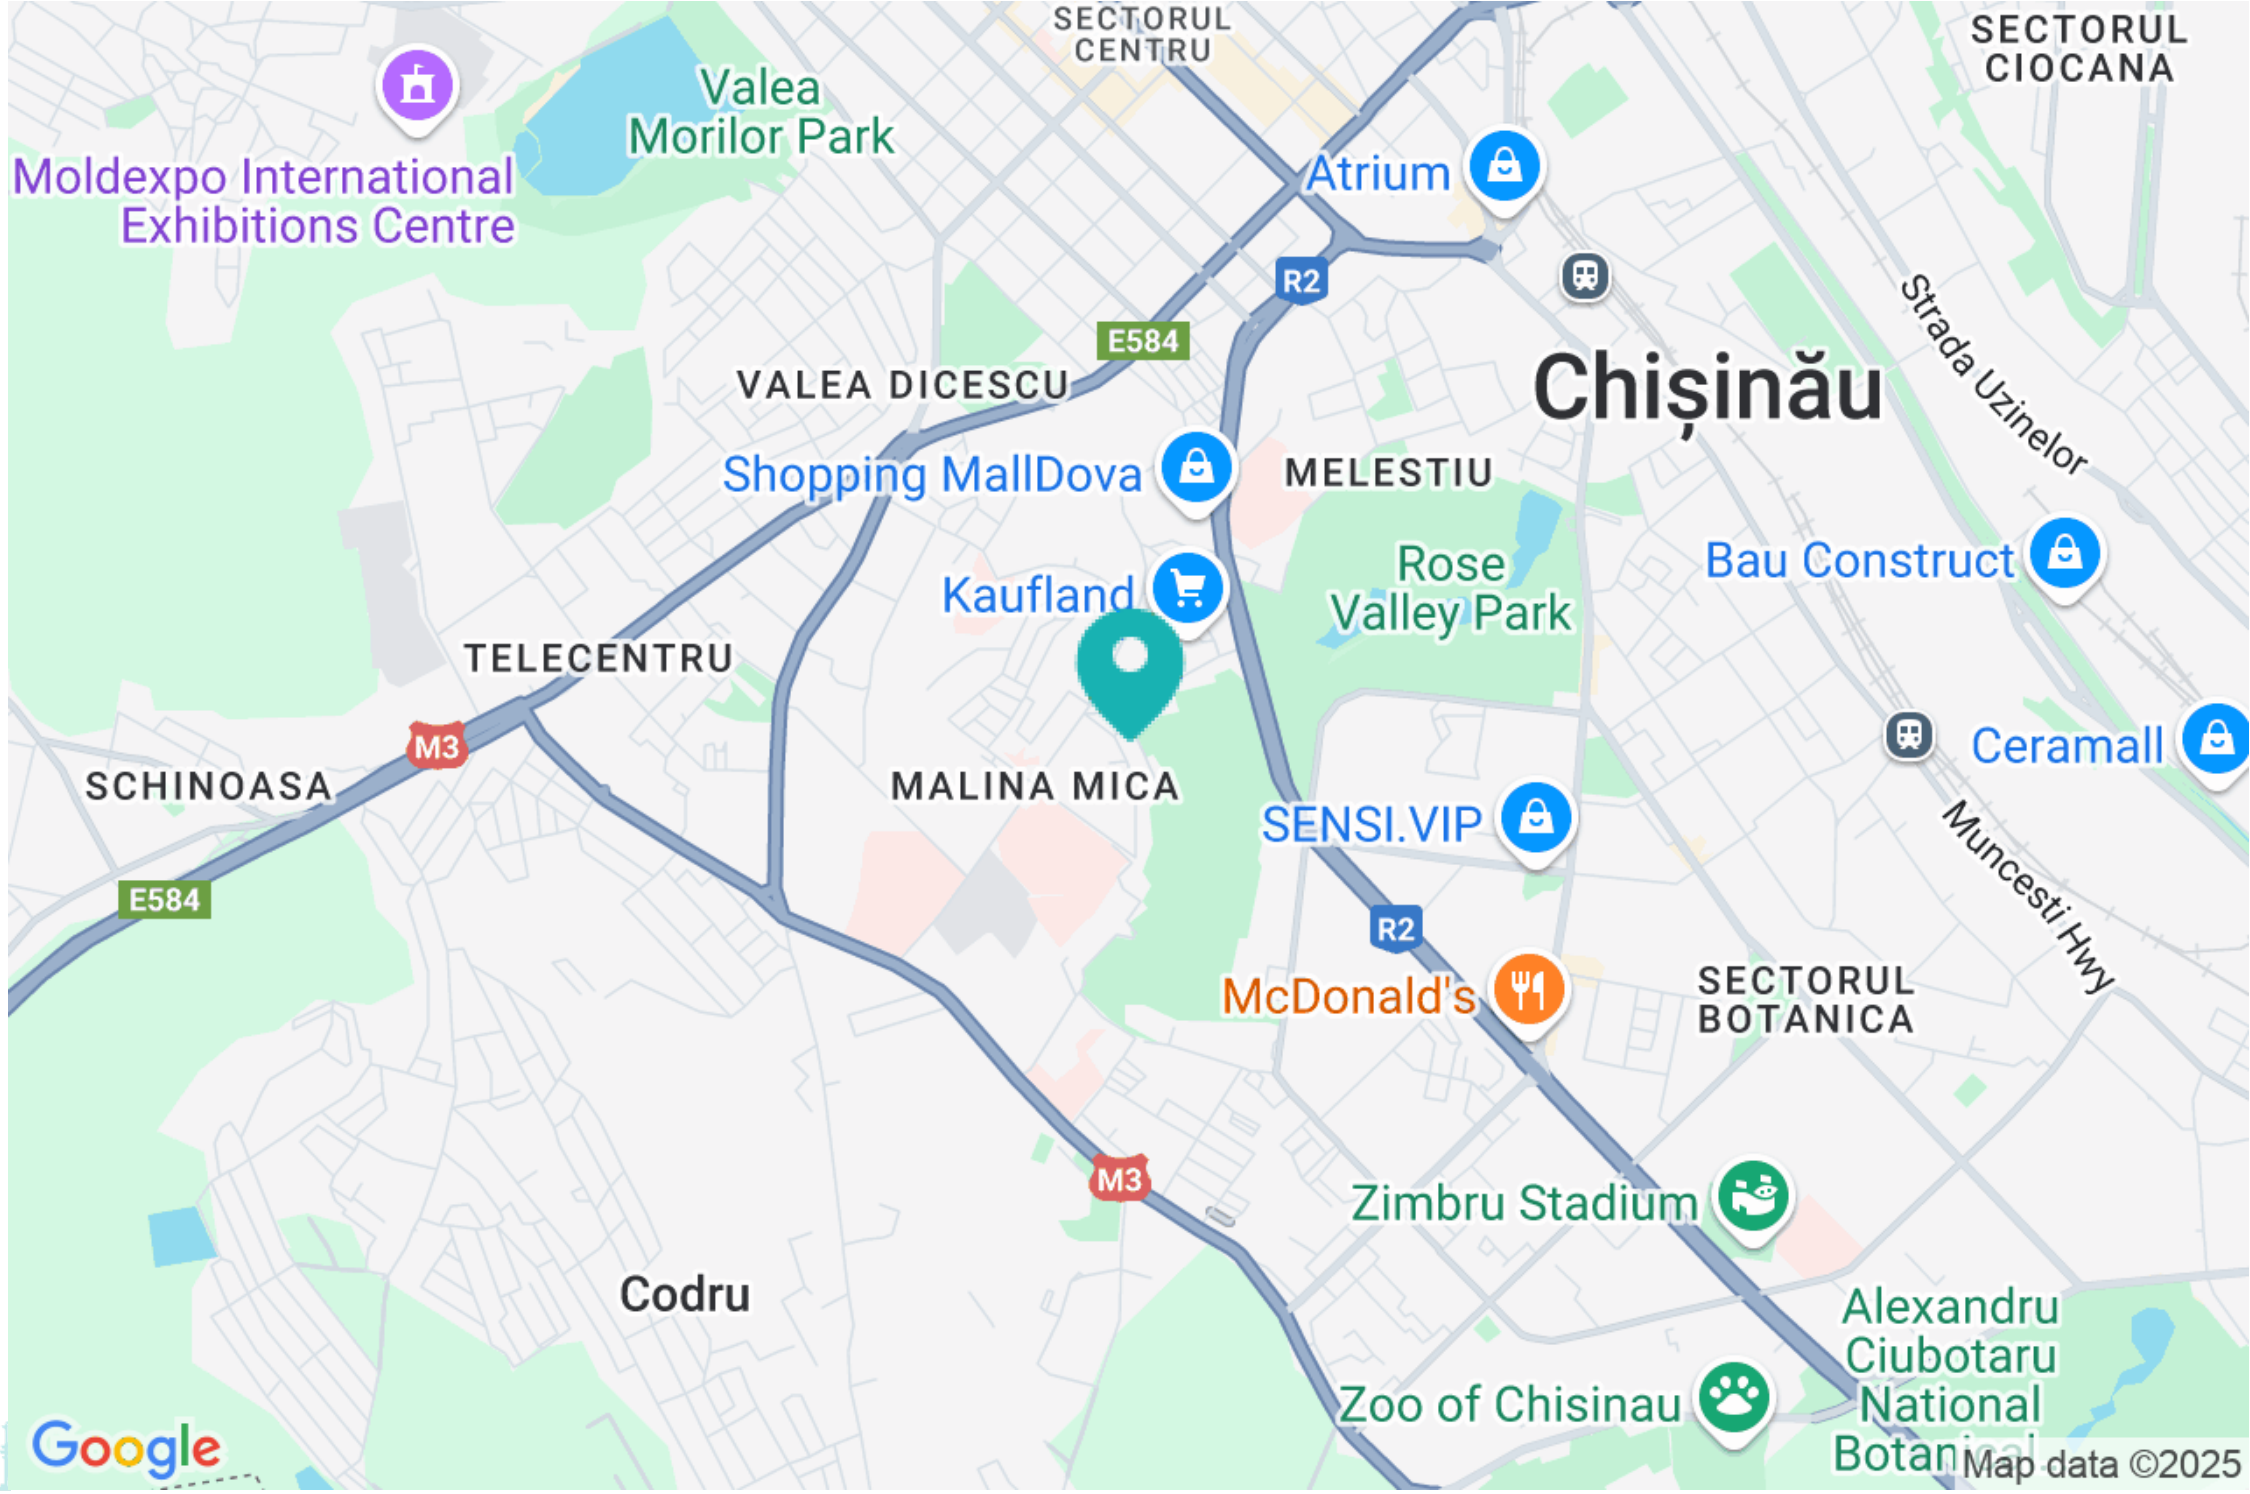 SECTORUL
CENTRU
SECTORUL
CIOCANA
Valea
Morilor Park
Moldexpo International
Exhibitions Centre
Atrium
R2
E584
Strada Uzinelor
VALEA DICESCU
Chișinău
Shopping MallDova
MELESTIU
Rose
Valley Park
Bau Construct
Kaufland
TELECENTRU
M3
Ceramall
SCHINOASA
MALINA MICA
SENSI.VIP
Muncesti Hwy
E584
R2
McDonald's
SECTORUL
BOTANICA
M3
Zimbru Stadium
Codru
Alexandru
Ciubotaru
National
Botanical
Zoo of Chisinau
Google
Map data ©2025